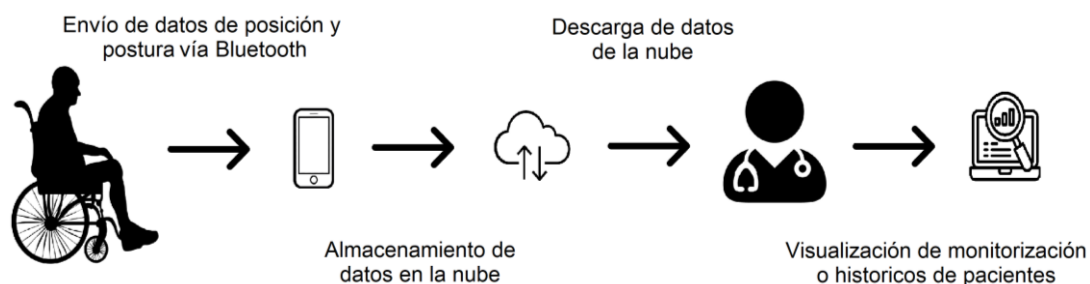 Envío de datos de posición y
postura vía Bluetooth
Almacenamiento de
datos en la nube
Descarga de datos
de la nube
Visualización de monitorización
o historicos de pacientes